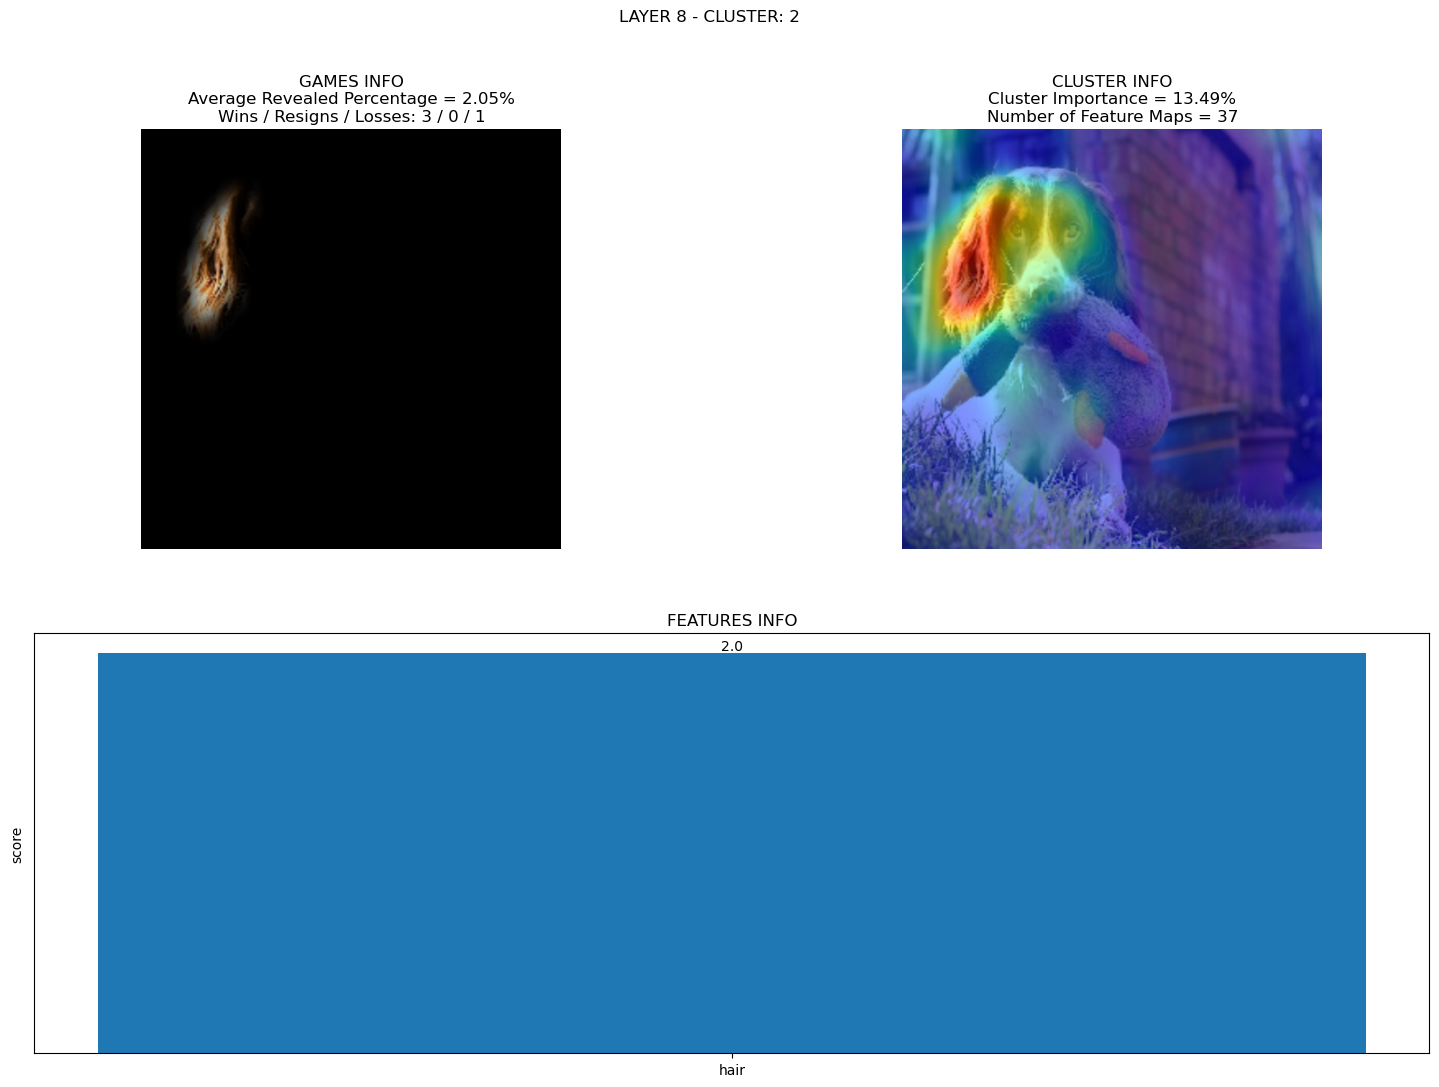 LAYER 8 - CLUSTER: 2
GAMES INFO
Average Revealed Percentage = 2.05%
Wins / Resigns / Losses: 3 / 0 / 1
CLUSTER INFO
Cluster Importance = 13.49%
Number of Feature Maps = 37
FEATURES INFO
2.0
score
hair